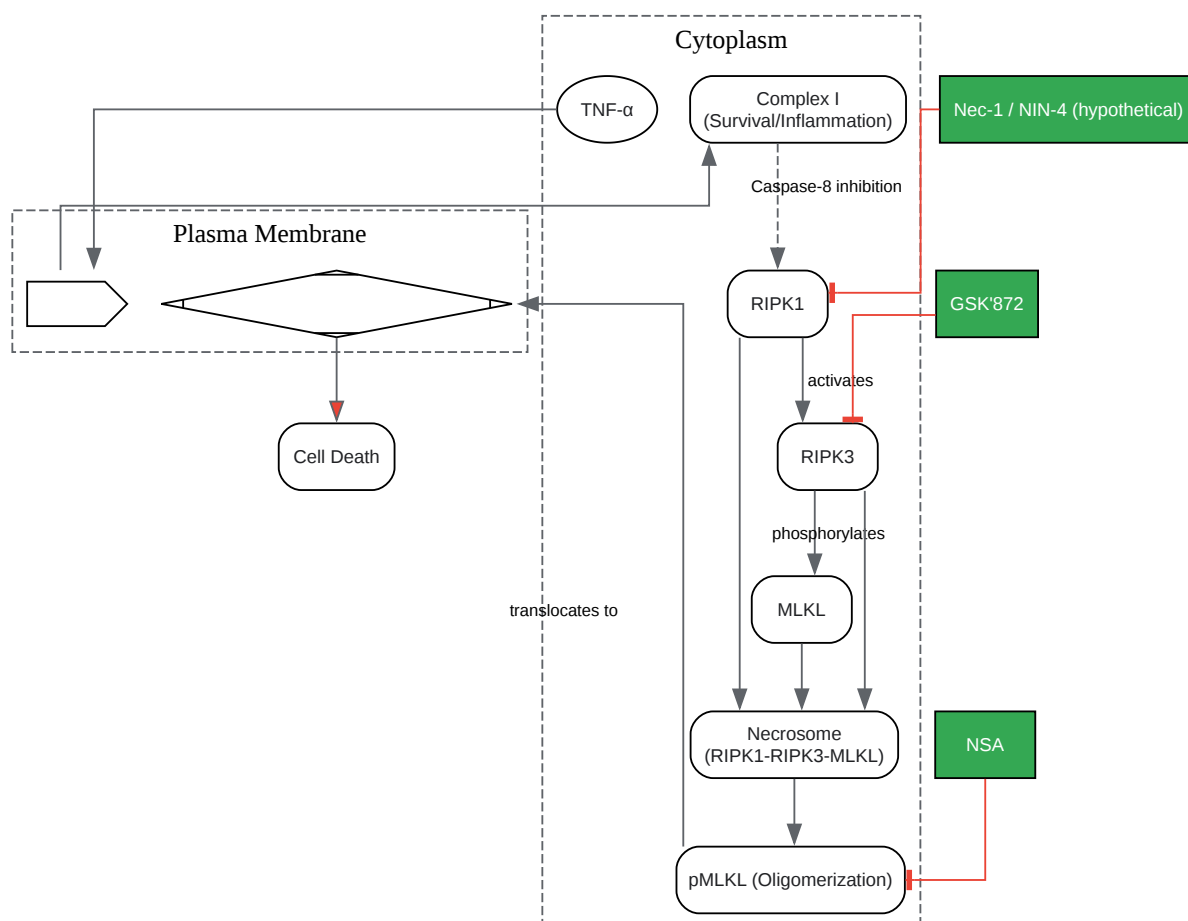 Cytoplasm
TNF-α
Complex I
(Survival/Inflammation)
Nec-1 / NIN-4 (hypothetical)
Caspase-8 inhibition
Plasma Membrane
RIPK1
GSK'872
activates
Cell Death
RIPK3
phosphorylates
MLKL
translocates to
Necrosome
(RIPK1-RIPK3-MLKL)
NSA
pMLKL (Oligomerization)